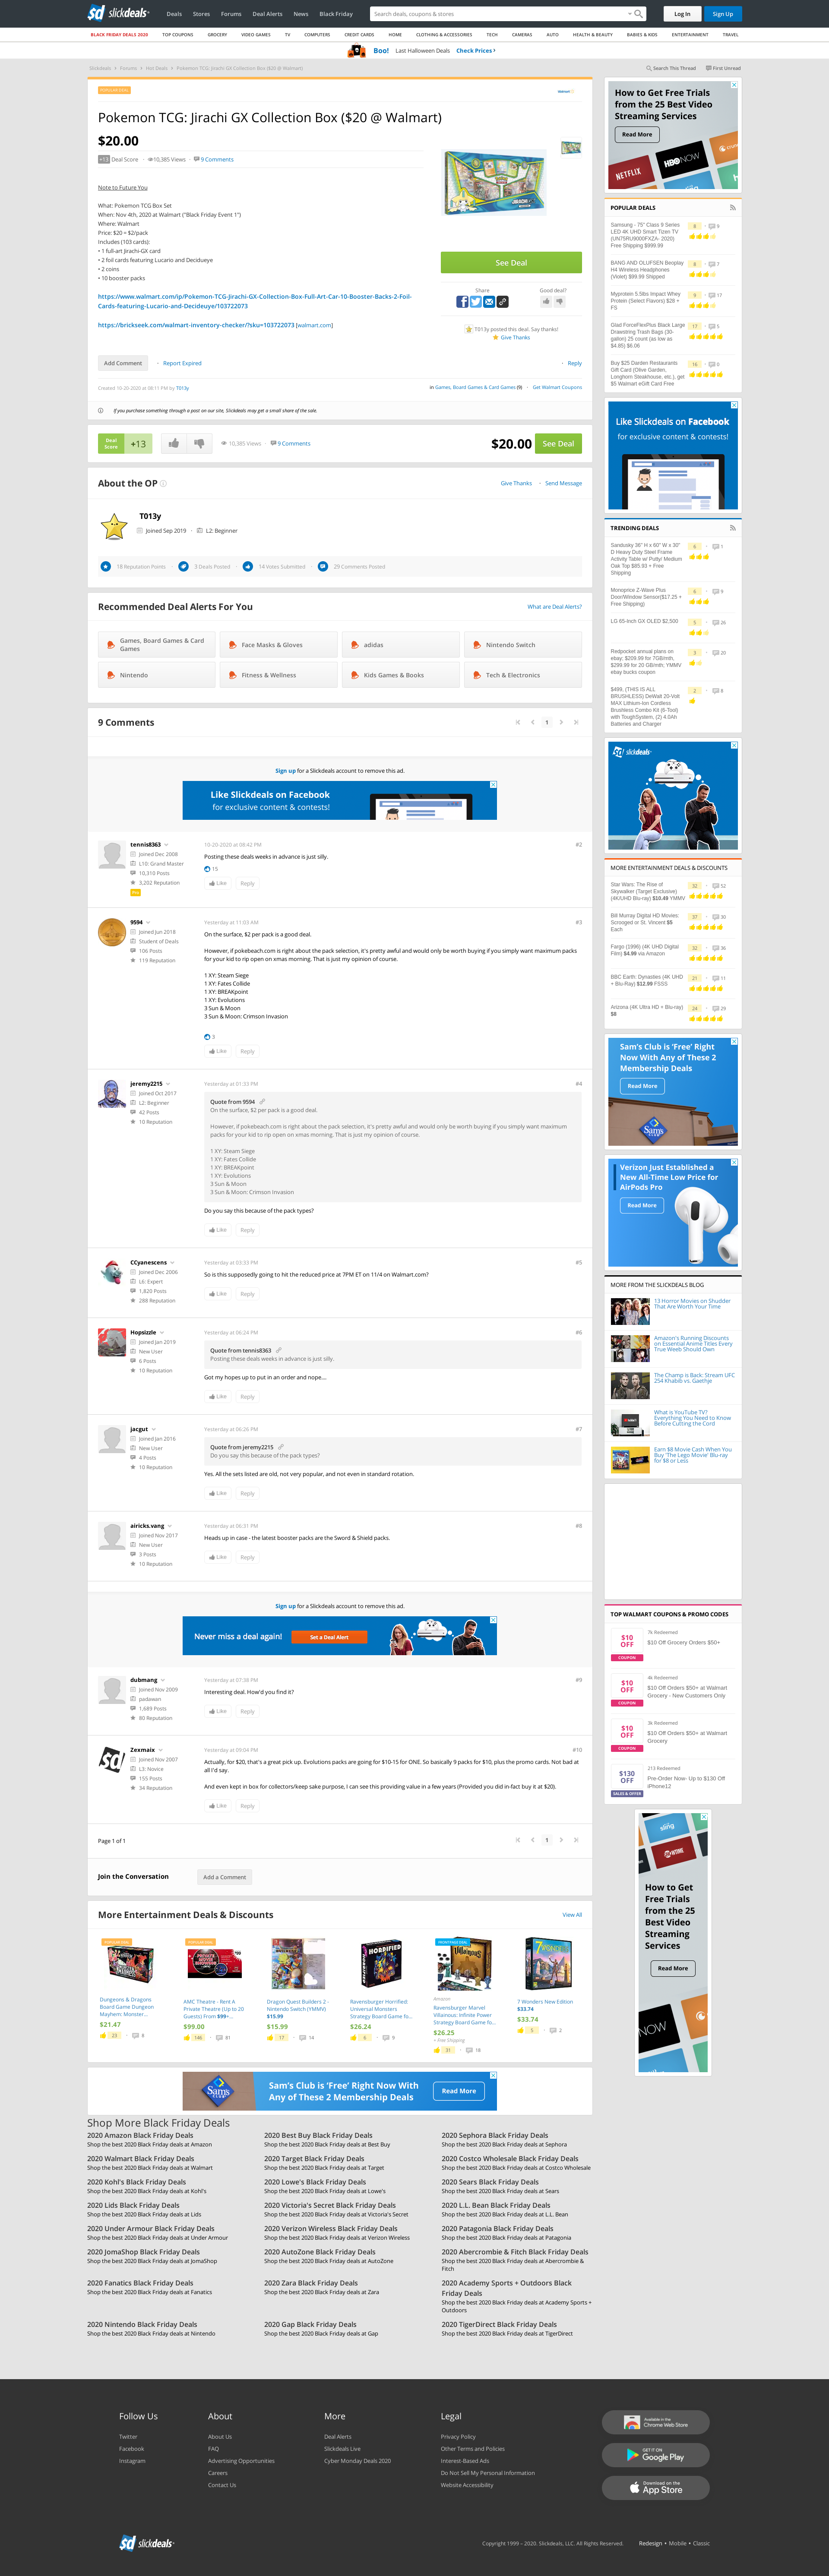 slickdeals
Deals Stores Forums Deal Alerts News Black Friday
Search deals, coupons & stores
Log In Sign Up
BLACK FRIDAY DEALS 2020 TOP COUPONS GROCERY VIDEO GAMES TV COMPUTERS CREDIT CARDS HOME CLOTHING & ACCESSORIES TECH CAMERAS AUTO HEALTH & BEAUTY BABIES & KIDS ENTERTAINMENT TRAVEL
Boo! Last Halloween Deals Check Prices
Slickdeals Forums Hot Deals Pokemon TCG: Jirachi GX Collection Box ($20 @ Walmart)
Search This Thread First Unread
POPULAR DEAL
Walmart
Pokemon TCG: Jirachi GX Collection Box ($20 @ Walmart)
$20.00
+13 Deal Score 10,385 Views 9 Comments
Note to Future You
What: Pokemon TCG Box Set
When: Nov 4th, 2020 at Walmart ("Black Friday Event 1")
Where: Walmart
Price: $20 = $2/pack
Includes (103 cards):
• 1 full-art Jirachi-GX card
• 2 foil cards featuring Lucario and Decidueye
• 2 coins
• 10 booster packs
https://www.walmart.com/ip/Pokemon-TCG-Jirachi-GX-Collection-Box-Full-Art-Car-10-Booster-Backs-2-Foil-
Cards-featuring-Lucario-and-Decideuye/103722073
https://brickseek.com/walmart-inventory-checker/?sku=103722073 [walmart.com]
See Deal
Share Good deal?
T013y posted this deal. Say thanks!
Give Thanks
Add Comment Report Expired Reply
Created 10-20-2020 at 08:11 PM by T013y
in Games, Board Games & Card Games (9) Get Walmart Coupons
If you purchase something through a post on our site, Slickdeals may get a small share of the sale.
Deal
Score
+13 10,385 Views 9 Comments $20.00 See Deal
About the OP
Give Thanks Send Message
T013y
Joined Sep 2019 L2: Beginner
18 Reputation Points 3 Deals Posted 14 Votes Submitted 29 Comments Posted
Recommended Deal Alerts For You
What are Deal Alerts?
Games, Board Games & Card
Games
Face Masks & Gloves adidas Nintendo Switch
Nintendo Fitness & Wellness Kids Games & Books Tech & Electronics
9 Comments
1
Sign up for a Slickdeals account to remove this ad.
Like Slickdeals on Facebook
for exclusive content & contests!
tennis8363
Joined Dec 2008
L10: Grand Master
10,310 Posts
3,202 Reputation
10-20-2020 at 08:42 PM #2
Posting these deals weeks in advance is just silly.
15
Like Reply
9594
Joined Jun 2018
Student of Deals
106 Posts
119 Reputation
Yesterday at 11:03 AM #3
On the surface, $2 per pack is a good deal.
However, if pokebeach.com is right about the pack selection, it's pretty awful and would only be worth buying if you simply want maximum packs
for your kid to rip open on xmas morning. That is just my opinion of course.
1 XY: Steam Siege
1 XY: Fates Collide
1 XY: BREAKpoint
1 XY: Evolutions
3 Sun & Moon
3 Sun & Moon: Crimson Invasion
3
Like Reply
jeremy2215
Joined Oct 2017
L2: Beginner
42 Posts
10 Reputation
Yesterday at 01:33 PM #4
Quote from 9594
On the surface, $2 per pack is a good deal.
However, if pokebeach.com is right about the pack selection, it's pretty awful and would only be worth buying if you simply want maximum
packs for your kid to rip open on xmas morning. That is just my opinion of course.
1 XY: Steam Siege
1 XY: Fates Collide
1 XY: BREAKpoint
1 XY: Evolutions
3 Sun & Moon
3 Sun & Moon: Crimson Invasion
Do you say this because of the pack types?
Like Reply
CCyanescens
Joined Dec 2006
L6: Expert
1,820 Posts
288 Reputation
Yesterday at 03:33 PM #5
So is this supposedly going to hit the reduced price at 7PM ET on 11/4 on Walmart.com?
Like Reply
Hopsizzle
Joined Jan 2019
New User
6 Posts
10 Reputation
Yesterday at 06:24 PM #6
Quote from tennis8363
Posting these deals weeks in advance is just silly.
Got my hopes up to put in an order and nope....
Like Reply
jacgut
Joined Jan 2016
New User
4 Posts
10 Reputation
Yesterday at 06:26 PM #7
Quote from jeremy2215
Do you say this because of the pack types?
Yes. All the sets listed are old, not very popular, and not even in standard rotation.
Like Reply
airicks.vang
Joined Nov 2017
New User
3 Posts
10 Reputation
Yesterday at 06:31 PM #8
Heads up in case - the latest booster packs are the Sword & Shield packs.
Like Reply
Sign up for a Slickdeals account to remove this ad.
Never miss a deal again! Set a Deal Alert
dubmang
Joined Nov 2009
padawan
1,689 Posts
80 Reputation
Yesterday at 07:38 PM #9
Interesting deal. How'd you find it?
Like Reply
Zexmaix
Joined Nov 2007
L3: Novice
155 Posts
34 Reputation
Yesterday at 09:04 PM #10
Actually, for $20, that's a great pick up. Evolutions packs are going for $10-15 for ONE. So basically 9 packs for $10, plus the promo cards. Not bad at
all I'd say.
And even kept in box for collectors/keep sake purpose, I can see this providing value in a few years (Provided you did in-fact buy it at $20).
Like Reply
Page 1 of 1 1
Join the Conversation Add a Comment
More Entertainment Deals & Discounts View All
Dungeons & Dragons
Board Game Dungeon
Mayhem: Monster...
$21.47
23 8
AMC Theatre - Rent A
Private Theatre (Up to 20
Guests) From $99+...
$99.00
146 81
Dragon Quest Builders 2 -
Nintendo Switch (YMMV)
$15.99
$15.99
17 14
Ravensburger Horrified:
Universal Monsters
Strategy Board Game fo...
$26.24
6 9
Amazon
Ravensburger Marvel
Villainous: Infinite Power
Strategy Board Game fo...
$26.25
+ Free Shipping
31 18
7 Wonders New Edition
$33.74
$33.74
5 2
Sam's Club is 'Free' Right Now With
Any of These 2 Membership Deals
Read More
How to Get Free Trials
from the 25 Best Video
Streaming Services
Read More
NETFLIX HBONOW
POPULAR DEALS
Samsung - 75" Class 9 Series
LED 4K UHD Smart Tizen TV
(UN75RU9000FXZA- 2020)
Free Shipping $999.99
BANG AND OLUFSEN Beoplay
H4 Wireless Headphones
(Violet) $99.99 Shipped
Myprotein 5.5lbs Impact Whey
Protein (Select Flavors) $28 +
FS
Glad ForceFlexPlus Black Large
Drawstring Trash Bags (30-
gallon) 25 count (as low as
$4.85) $6.06
Buy $25 Darden Restaurants
Gift Card (Olive Garden,
Longhorn Steakhouse, etc.), get
$5 Walmart eGift Card Free
Like Slickdeals on Facebook
for exclusive content & contests!
TRENDING DEALS
Sandusky 36" H x 60" W x 30"
D Heavy Duty Steel Frame
Activity Table w/ Putty/ Medium
Oak Top $85.93 + Free
Shipping
Monoprice Z-Wave Plus
Door/Window Sensor($17.25 +
Free Shipping)
LG 65-Inch GX OLED $2,500
Redpocket annual plans on
ebay: $209.99 for 7GB/mth,
$299.99 for 20 GB/mth; YMMV
ebay bucks coupon
$499, (THIS IS ALL
BRUSHLESS) DeWalt 20-Volt
MAX Lithium-Ion Cordless
Brushless Combo Kit (6-Tool)
with ToughSystem, (2) 4.0Ah
Batteries and Charger
MORE ENTERTAINMENT DEALS & DISCOUNTS
Star Wars: The Rise of
Skywalker (Target Exclusive)
(4K/UHD Blu-ray) $10.49 YMMV
32 52
Bill Murray Digital HD Movies:
Scrooged or St. Vincent $5
Each
37 30
Fargo (1996) (4K UHD Digital
Film) $4.99 via Amazon
32 36
BBC Earth: Dynasties (4K UHD
+ Blu-Ray) $12.99 FSSS
21 11
Arizona (4K Ultra HD + Blu-ray)
$8
24 29
Sam's Club is 'Free' Right
Now With Any of These 2
Membership Deals
Read More
Verizon Just Established a
New All-Time Low Price for
AirPods Pro
Read More
MORE FROM THE SLICKDEALS BLOG
13 Horror Movies on Shudder
That Are Worth Your Time
Amazon's Running Discounts
on Essential Anime Titles Every
True Weeb Should Own
The Champ is Back: Stream UFC
254 Khabib vs. Gaethje
What is YouTube TV?
Everything You Need to Know
Before Cutting the Cord
Earn $8 Movie Cash When You
Buy 'The Lego Movie' Blu-ray
for $8 or Less
TOP WALMART COUPONS & PROMO CODES
$10
OFF
COUPON
7k Redeemed
$10 Off Grocery Orders $50+
$10
OFF
COUPON
4k Redeemed
$10 Off Orders $50+ at Walmart
Grocery - New Customers Only
$10
OFF
COUPON
3k Redeemed
$10 Off Orders $50+ at Walmart
Grocery
$130
OFF
SALES & OFFER
213 Redeemed
Pre-Order Now- Up to $130 Off
iPhone12
How to Get
Free Trials
from the 25
Best Video
Streaming
Services
Read More
Shop More Black Friday Deals
2020 Amazon Black Friday Deals 2020 Best Buy Black Friday Deals 2020 Sephora Black Friday Deals
Shop the best 2020 Black Friday deals at Amazon Shop the best 2020 Black Friday deals at Best Buy Shop the best 2020 Black Friday deals at Sephora
2020 Walmart Black Friday Deals 2020 Target Black Friday Deals 2020 Costco Wholesale Black Friday Deals
Shop the best 2020 Black Friday deals at Walmart Shop the best 2020 Black Friday deals at Target Shop the best 2020 Black Friday deals at Costco Wholesale
2020 Kohl's Black Friday Deals 2020 Lowe's Black Friday Deals 2020 Sears Black Friday Deals
Shop the best 2020 Black Friday deals at Kohl's Shop the best 2020 Black Friday deals at Lowe's Shop the best 2020 Black Friday deals at Sears
2020 Lids Black Friday Deals 2020 Victoria's Secret Black Friday Deals 2020 L.L. Bean Black Friday Deals
Shop the best 2020 Black Friday deals at Lids Shop the best 2020 Black Friday deals at Victoria's Secret Shop the best 2020 Black Friday deals at L.L. Bean
2020 Under Armour Black Friday Deals 2020 Verizon Wireless Black Friday Deals 2020 Patagonia Black Friday Deals
Shop the best 2020 Black Friday deals at Under Armour Shop the best 2020 Black Friday deals at Verizon Wireless Shop the best 2020 Black Friday deals at Patagonia
2020 JomaShop Black Friday Deals 2020 AutoZone Black Friday Deals 2020 Abercrombie & Fitch Black Friday Deals
Shop the best 2020 Black Friday deals at JomaShop Shop the best 2020 Black Friday deals at AutoZone Shop the best 2020 Black Friday deals at Abercrombie &
Fitch
2020 Fanatics Black Friday Deals 2020 Zara Black Friday Deals 2020 Academy Sports + Outdoors Black
Friday Deals
Shop the best 2020 Black Friday deals at Fanatics Shop the best 2020 Black Friday deals at Zara Shop the best 2020 Black Friday deals at Academy Sports +
Outdoors
2020 Nintendo Black Friday Deals 2020 Gap Black Friday Deals 2020 TigerDirect Black Friday Deals
Shop the best 2020 Black Friday deals at Nintendo Shop the best 2020 Black Friday deals at Gap Shop the best 2020 Black Friday deals at TigerDirect
Follow Us About More Legal
Twitter About Us Deal Alerts Privacy Policy
Facebook FAQ Slickdeals Live Other Terms and Policies
Instagram Advertising Opportunities Cyber Monday Deals 2020 Interest-Based Ads
Careers Do Not Sell My Personal Information
Contact Us Website Accessibility
Available in the
Chrome Web Store
GET IT ON
Google Play
Download on the
App Store
slickdeals
Copyright 1999 – 2020. Slickdeals, LLC. All Rights Reserved. Redesign • Mobile • Classic